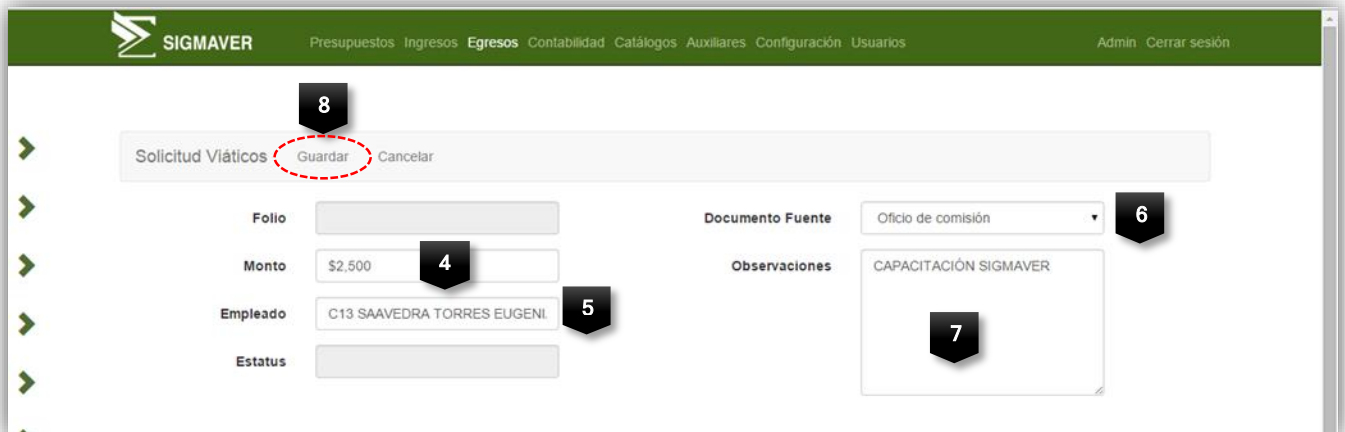 SIGMAVER Presupuestos Ingresos Egresos Contabilidad Catálogos Auxiliares Configuración Usuarios Admin Cerrar sesión
8
Solicitud Viáticos Guardar Cancelar
Folio Documento Fuente Oficio de comisión 6
Monto $2,500 4 Observaciones CAPACITACIÓN SIGMAVER
Empleado C13 SAAVEDRA TORRES EUGENI. 5
7
Estatus